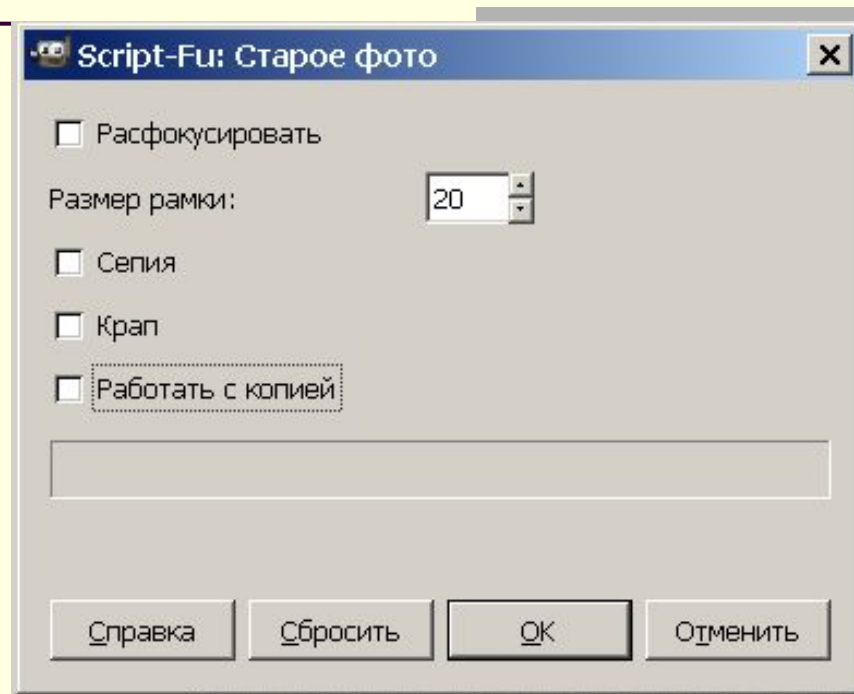 Script-Fu: Старое фото
Расфокусировать
Размер рамки: 20
Сепия
Крап
Работать с копией
Справка Сбросить OK Отменить